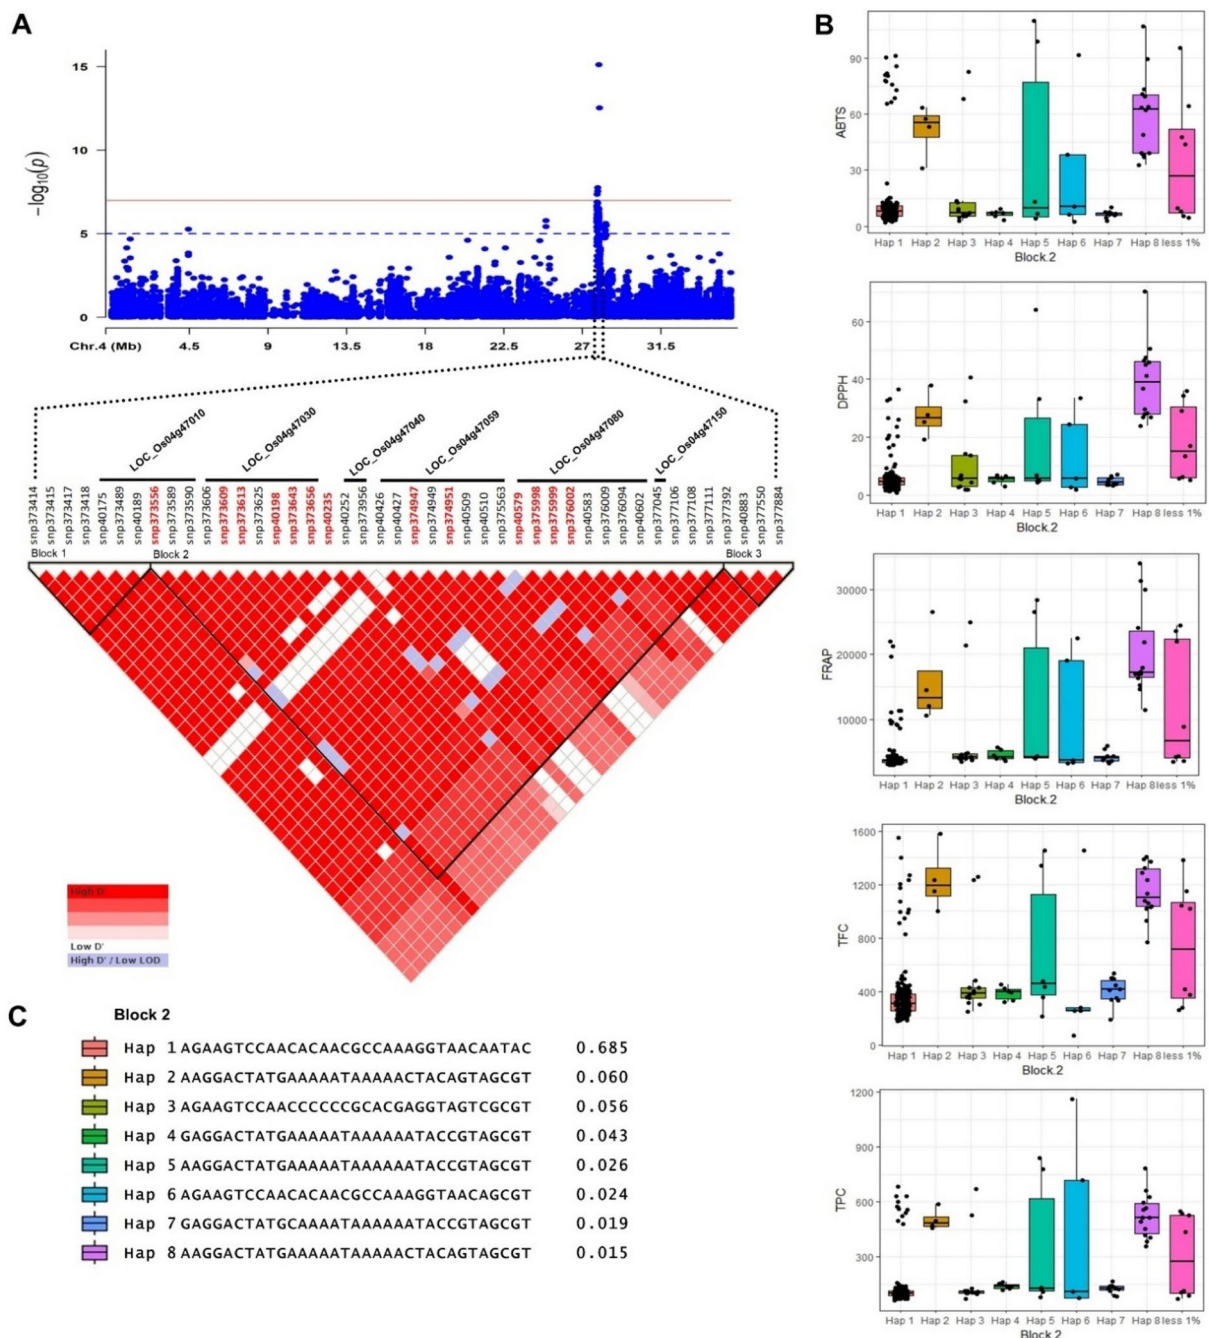 A
15
10
5
0
−log10(p)
Chr.4 (Mb)
4.5
9
13.5
18
22.5
27
31.5
LOC_Os04g47010
LOC_Os04g47030
LOC_Os04g47040
LOC_Os04g47059
LOC_Os04g47080
LOC_Os04g47150
snp373414
snp373415
snp373417
snp373418
snp40175
snp373489
snp40189
snp373556
snp373589
snp373590
snp373606
snp373609
snp373613
snp373625
snp40198
snp373643
snp373656
snp40235
snp40252
snp373956
snp40426
snp40427
snp374947
snp374949
snp374951
snp40509
snp40510
snp375563
snp40579
snp375998
snp375999
snp376002
snp40583
snp376009
snp376094
snp40602
snp377045
snp377106
snp377108
snp377111
snp377392
snp40883
snp377550
snp377884
Block 1
Block 2
Block 3
High D'
Low D'
High D' / Low LOD
C
Block 2
Hap 1 AGAAGTCCAACACAACGCCAAAGGTAACAATAC 0.685
Hap 2 AAGGACTATGAAAAATAAAAACTACAGTAGCGT 0.060
Hap 3 AGAAGTCCAACCCCCCGCACGAGGTAGTCGCGT 0.056
Hap 4 GAGGACTATGAAAAATAAAAAATACCGTAGCGT 0.043
Hap 5 AAGGACTATGAAAAATAAAAAATACCGTAGCGT 0.026
Hap 6 AGAAGTCCAACACAACGCCAAAGGTAACAGCGT 0.024
Hap 7 GAGGACTATGCAAAATAAAAAATACCGTAGCGT 0.019
Hap 8 AAGGACTATGAAAAATAAAAACTACAGTAGCGT 0.015
B
ABTS
90
60
30
0
Hap 1 Hap 2 Hap 3 Hap 4 Hap 5 Hap 6 Hap 7 Hap 8 less 1%
Block.2
DPPH
60
40
20
0
Hap 1 Hap 2 Hap 3 Hap 4 Hap 5 Hap 6 Hap 7 Hap 8 less 1%
Block.2
FRAP
30000
20000
10000
Hap 1 Hap 2 Hap 3 Hap 4 Hap 5 Hap 6 Hap 7 Hap 8 less 1%
Block.2
TFC
1600
1200
800
400
0
Hap 1 Hap 2 Hap 3 Hap 4 Hap 5 Hap 6 Hap 7 Hap 8 less 1%
Block.2
TPC
1200
900
600
300
Hap 1 Hap 2 Hap 3 Hap 4 Hap 5 Hap 6 Hap 7 Hap 8 less 1%
Block.2